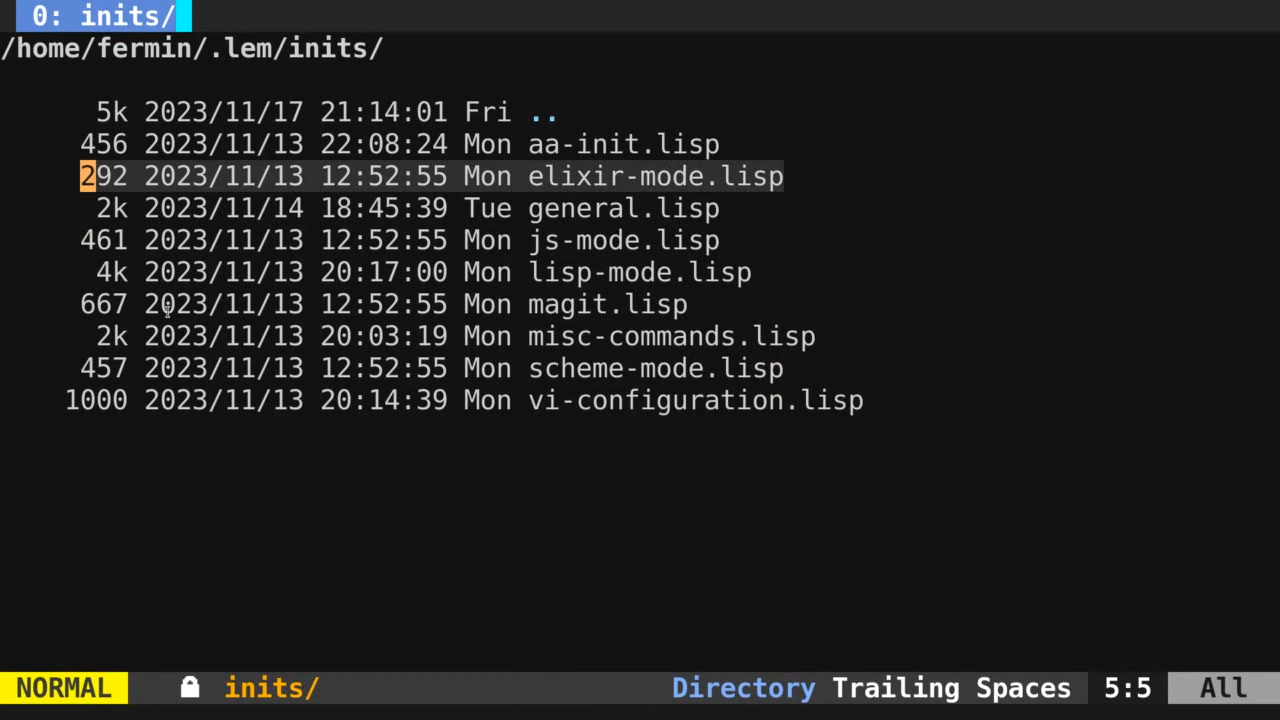 0: inits/
/home/fermin/.lem/inits/
5k 2023/11/17 21:14:01 Fri ..
456 2023/11/13 22:08:24 Mon aa-init.lisp
292 2023/11/13 12:52:55 Mon elixir-mode.lisp
2k 2023/11/14 18:45:39 Tue general.lisp
461 2023/11/13 12:52:55 Mon js-mode.lisp
4k 2023/11/13 20:17:00 Mon lisp-mode.lisp
667 2023/11/13 12:52:55 Mon magit.lisp
2k 2023/11/13 20:03:19 Mon misc-commands.lisp
457 2023/11/13 12:52:55 Mon scheme-mode.lisp
1000 2023/11/13 20:14:39 Mon vi-configuration.lisp
NORMAL inits/ Directory Trailing Spaces 5:5 All